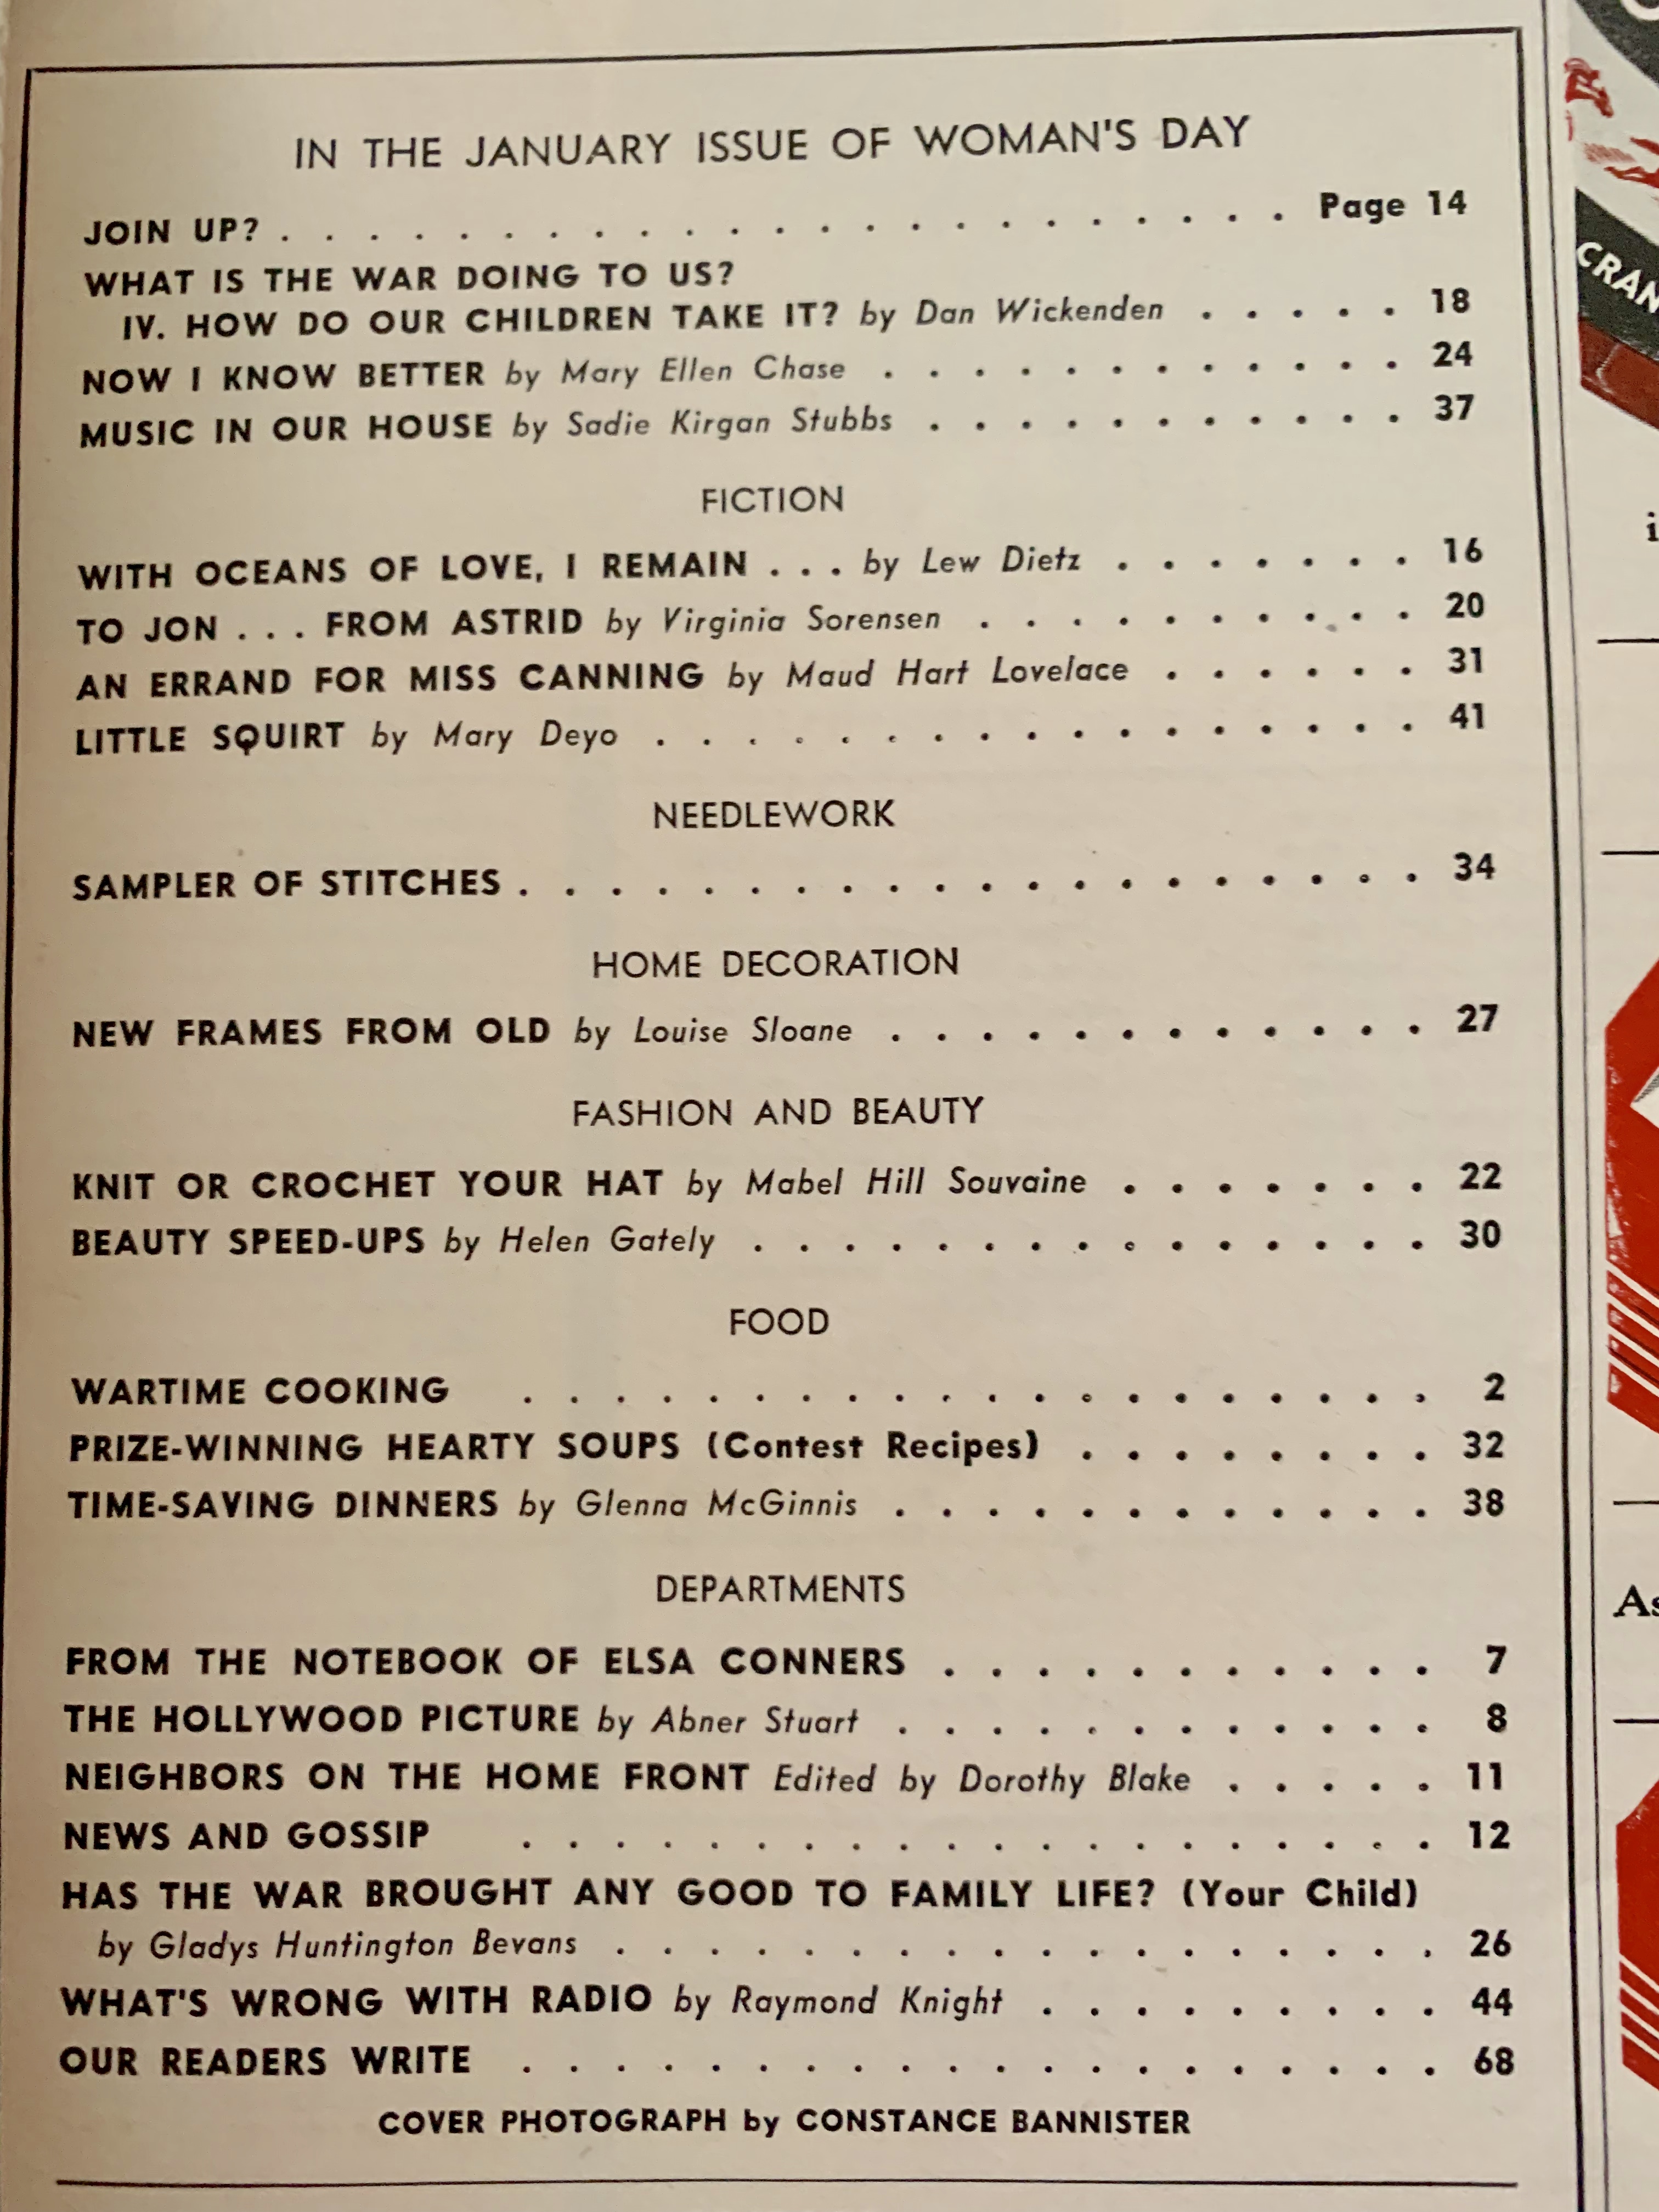 IN THE JANUARY ISSUE OF WOMAN'S DAY
JOIN UP? . . . . . . . . . . . . . . . . . . . . . . . Page 14
WHAT IS THE WAR DOING TO US?
IV. HOW DO OUR CHILDREN TAKE IT? by Dan Wickenden . . . . . 18
NOW I KNOW BETTER by Mary Ellen Chase . . . . . . . . . . . . 24
MUSIC IN OUR HOUSE by Sadie Kirgan Stubbs . . . . . . . . . . . 37
FICTION
WITH OCEANS OF LOVE, I REMAIN . . . by Lew Dietz . . . . . . . 16
TO JON . . . FROM ASTRID by Virginia Sorensen . . . . . . . . . . 20
AN ERRAND FOR MISS CANNING by Maud Hart Lovelace . . . . . . 31
LITTLE SQUIRT by Mary Deyo . . . . . . . . . . . . . . . . . 41
NEEDLEWORK
SAMPLER OF STITCHES . . . . . . . . . . . . . . . . . . . . 34
HOME DECORATION
NEW FRAMES FROM OLD by Louise Sloane . . . . . . . . . . . . 27
FASHION AND BEAUTY
KNIT OR CROCHET YOUR HAT by Mabel Hill Souvaine . . . . . . . 22
BEAUTY SPEED-UPS by Helen Gately . . . . . . . . . . . . . . . 30
FOOD
WARTIME COOKING . . . . . . . . . . . . . . . . . . . . 2
PRIZE-WINNING HEARTY SOUPS (Contest Recipes) . . . . . . . . 32
TIME-SAVING DINNERS by Glenna McGinnis . . . . . . . . . . . . 38
DEPARTMENTS
FROM THE NOTEBOOK OF ELSA CONNERS . . . . . . . . . . . 7
THE HOLLYWOOD PICTURE by Abner Stuart . . . . . . . . . . . . 8
NEIGHBORS ON THE HOME FRONT Edited by Dorothy Blake . . . . . 11
NEWS AND GOSSIP . . . . . . . . . . . . . . . . . . . . 12
HAS THE WAR BROUGHT ANY GOOD TO FAMILY LIFE? (Your Child)
by Gladys Huntington Bevans . . . . . . . . . . . . . . . . . . 26
WHAT'S WRONG WITH RADIO by Raymond Knight . . . . . . . . . 44
OUR READERS WRITE . . . . . . . . . . . . . . . . . . . . 68
COVER PHOTOGRAPH by CONSTANCE BANNISTER